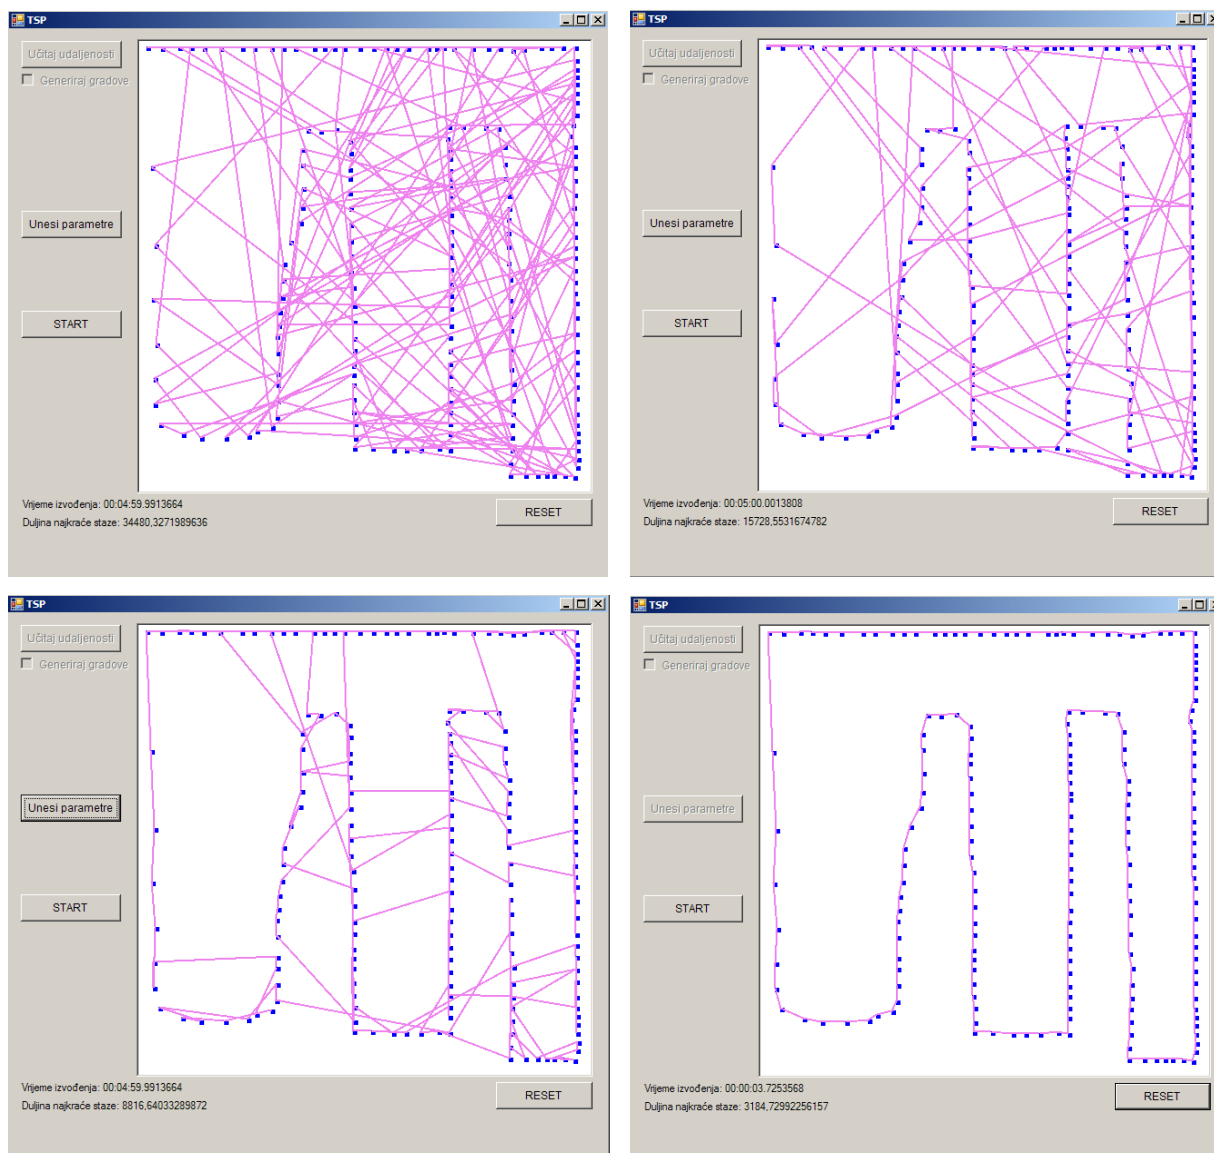 TSP
Učitaj udaljenosti
Generiraj gradove
Unesi parametre
START
Vrijeme izvođenja: 00:04:59.9913664
Duljina najkraće staze: 34480,3271989636
RESET
TSP
Učitaj udaljenosti
Generiraj gradove
Unesi parametre
START
Vrijeme izvođenja: 00:05:00.0013808
Duljina najkraće staze: 15728,5531674782
RESET
TSP
Učitaj udaljenosti
Generiraj gradove
Unesi parametre
START
Vrijeme izvođenja: 00:04:59.9913664
Duljina najkraće staze: 8816,64033289872
RESET
TSP
Učitaj udaljenosti
Generiraj gradove
Unesi parametre
START
Vrijeme izvođenja: 00:00:03.7253568
Duljina najkraće staze: 3184,72992256157
RESET